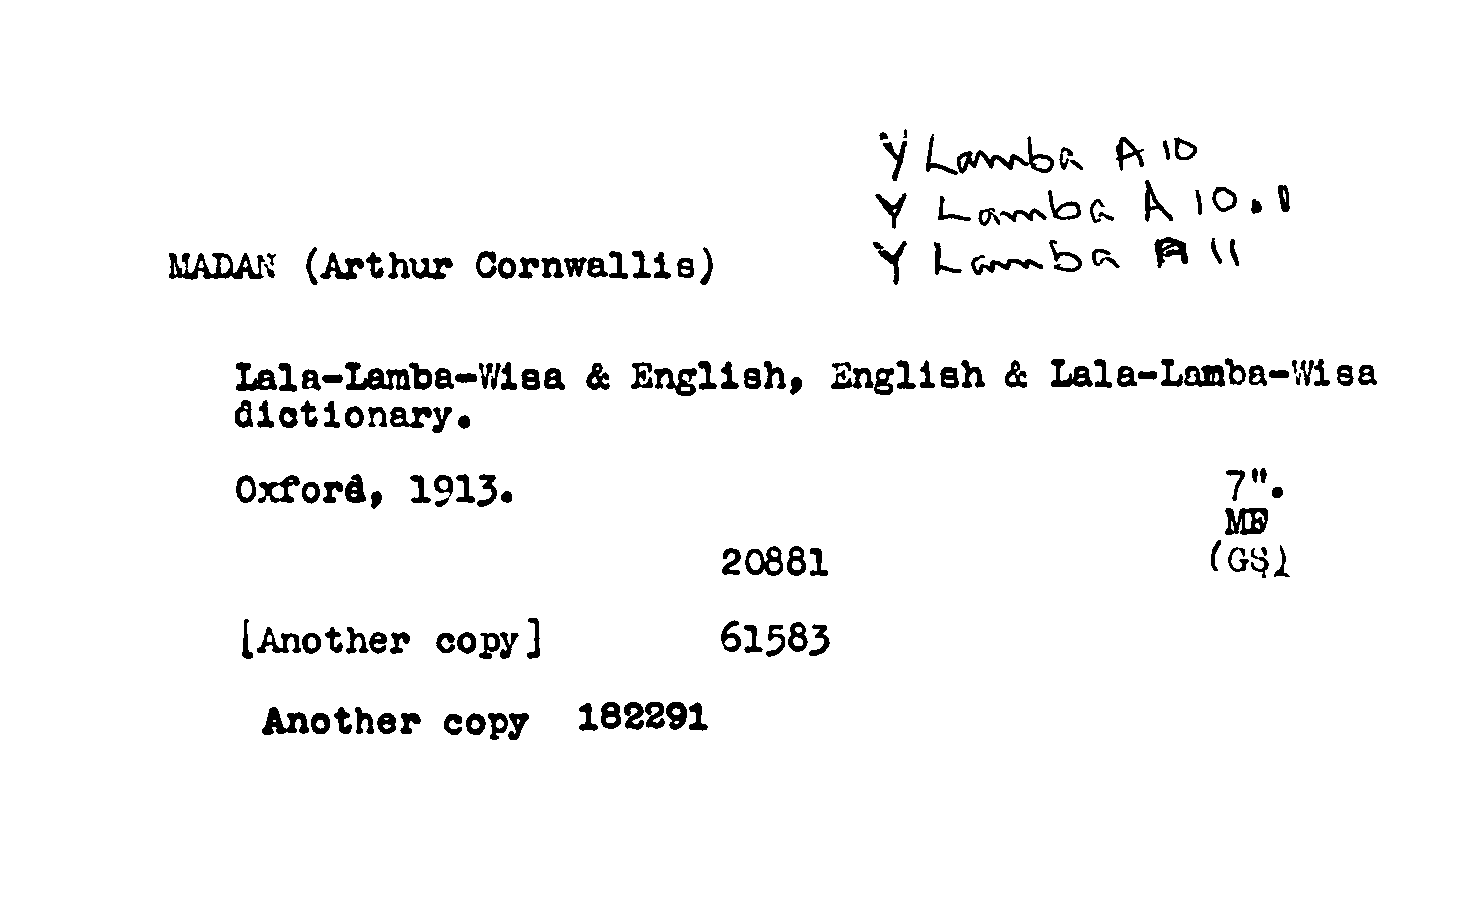 Y Lamba A 10
Y Lamba A 10.1
Y Lamba A 11
MADAN (Arthur Cornwallis)
Lala-Lamba-Wisa & English, English & Lala-Lamba-Wisa
dictionary.
Oxford, 1913.
7".
20881
(GS)
[Another copy]
61583
Another copy 182291